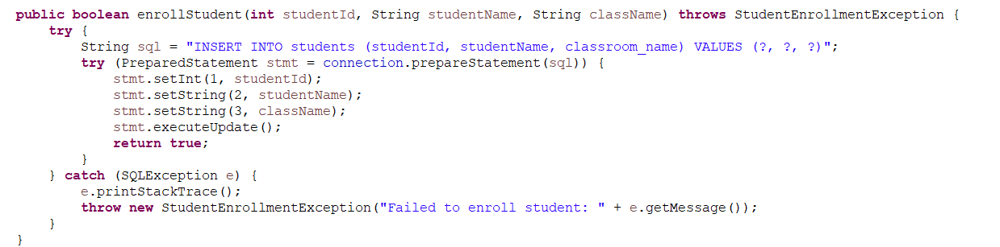 public boolean enrollStudent(int studentId, String studentName, String className) throws StudentEnrollmentException {
    try {
        String sql = "INSERT INTO students (studentId, studentName, classroom_name) VALUES (?, ?, ?)";
        try (PreparedStatement stmt = connection.prepareStatement(sql)) {
            stmt.setInt(1, studentId);
            stmt.setString(2, studentName);
            stmt.setString(3, className);
            stmt.executeUpdate();
            return true;
        }
    } catch (SQLException e) {
        e.printStackTrace();
        throw new StudentEnrollmentException("Failed to enroll student: " + e.getMessage());
    }
}